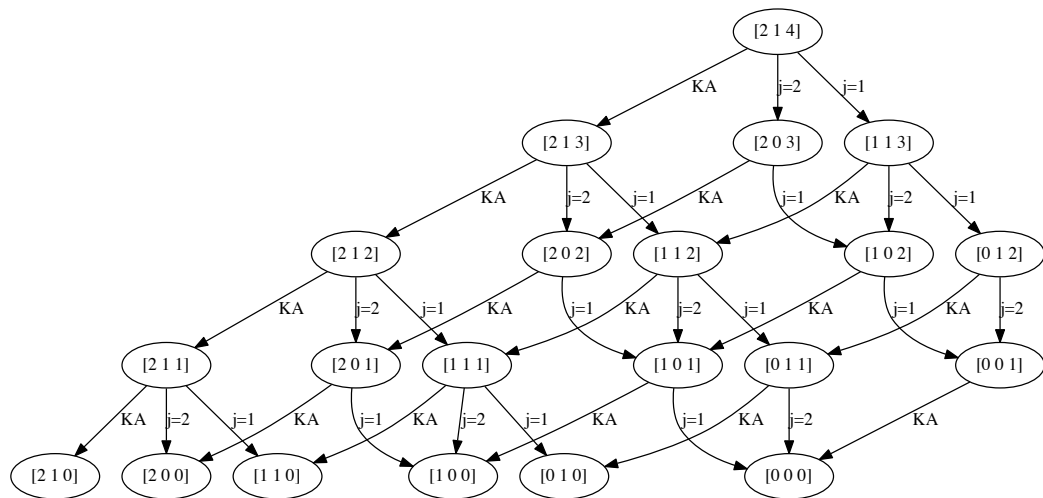 [2 1 4]
KA j=2 j=1
[2 1 3] [2 0 3] [1 1 3]
KA j=2 j=1 KA j=1 KA j=2 j=1
[2 1 2] [2 0 2] [1 1 2] [1 0 2] [0 1 2]
KA j=2 j=1 KA j=1 KA j=2 j=1 KA j=1 KA j=2
[2 1 1] [2 0 1] [1 1 1] [1 0 1] [0 1 1] [0 0 1]
KA j=2 j=1 KA j=1 KA j=2 j=1 KA j=1 KA j=2 KA
[2 1 0] [2 0 0] [1 1 0] [1 0 0] [0 1 0] [0 0 0]